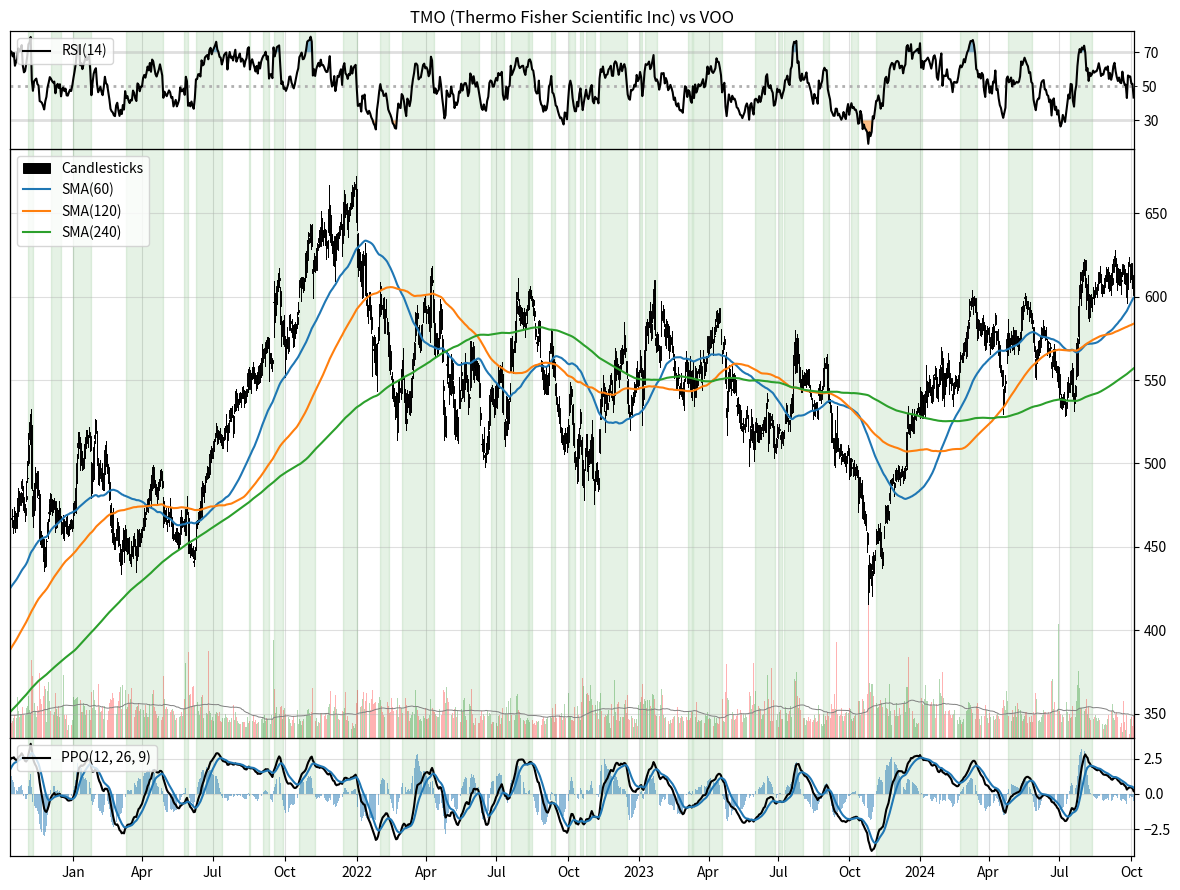 TMO (Thermo Fisher Scientific Inc) vs VOO
RSI(14)
70
50
30
Candlesticks
SMA(60)
SMA(120)
SMA(240)
650
600
550
500
450
400
350
PPO(12, 26, 9)
2.5
0.0
−2.5
Jan Apr Jul Oct 2022 Apr Jul Oct 2023 Apr Jul Oct 2024 Apr Jul Oct